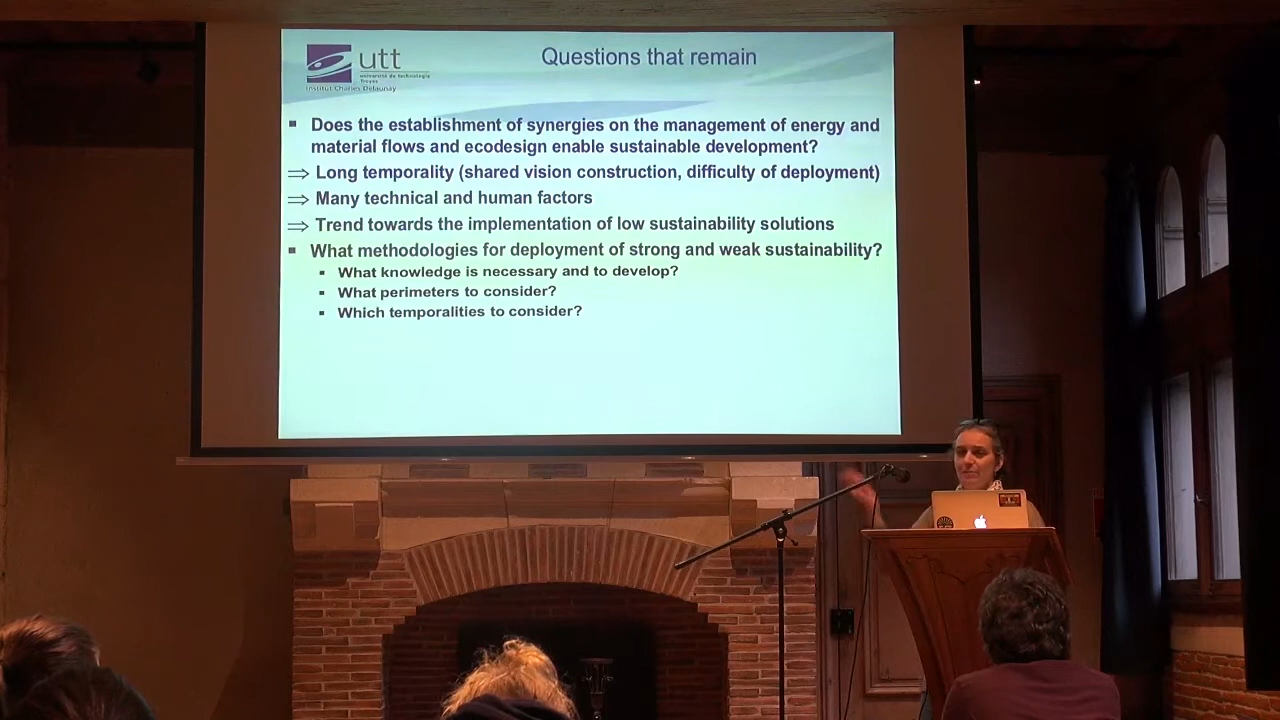 utt
université de technologie
Troyes
Institut Charles Delaunay
Questions that remain
Does the establishment of synergies on the management of energy and
material flows and ecodesign enable sustainable development?
Long temporality (shared vision construction, difficulty of deployment)
Many technical and human factors
Trend towards the implementation of low sustainability solutions
What methodologies for deployment of strong and weak sustainability?
What knowledge is necessary and to develop?
What perimeters to consider?
Which temporalities to consider?